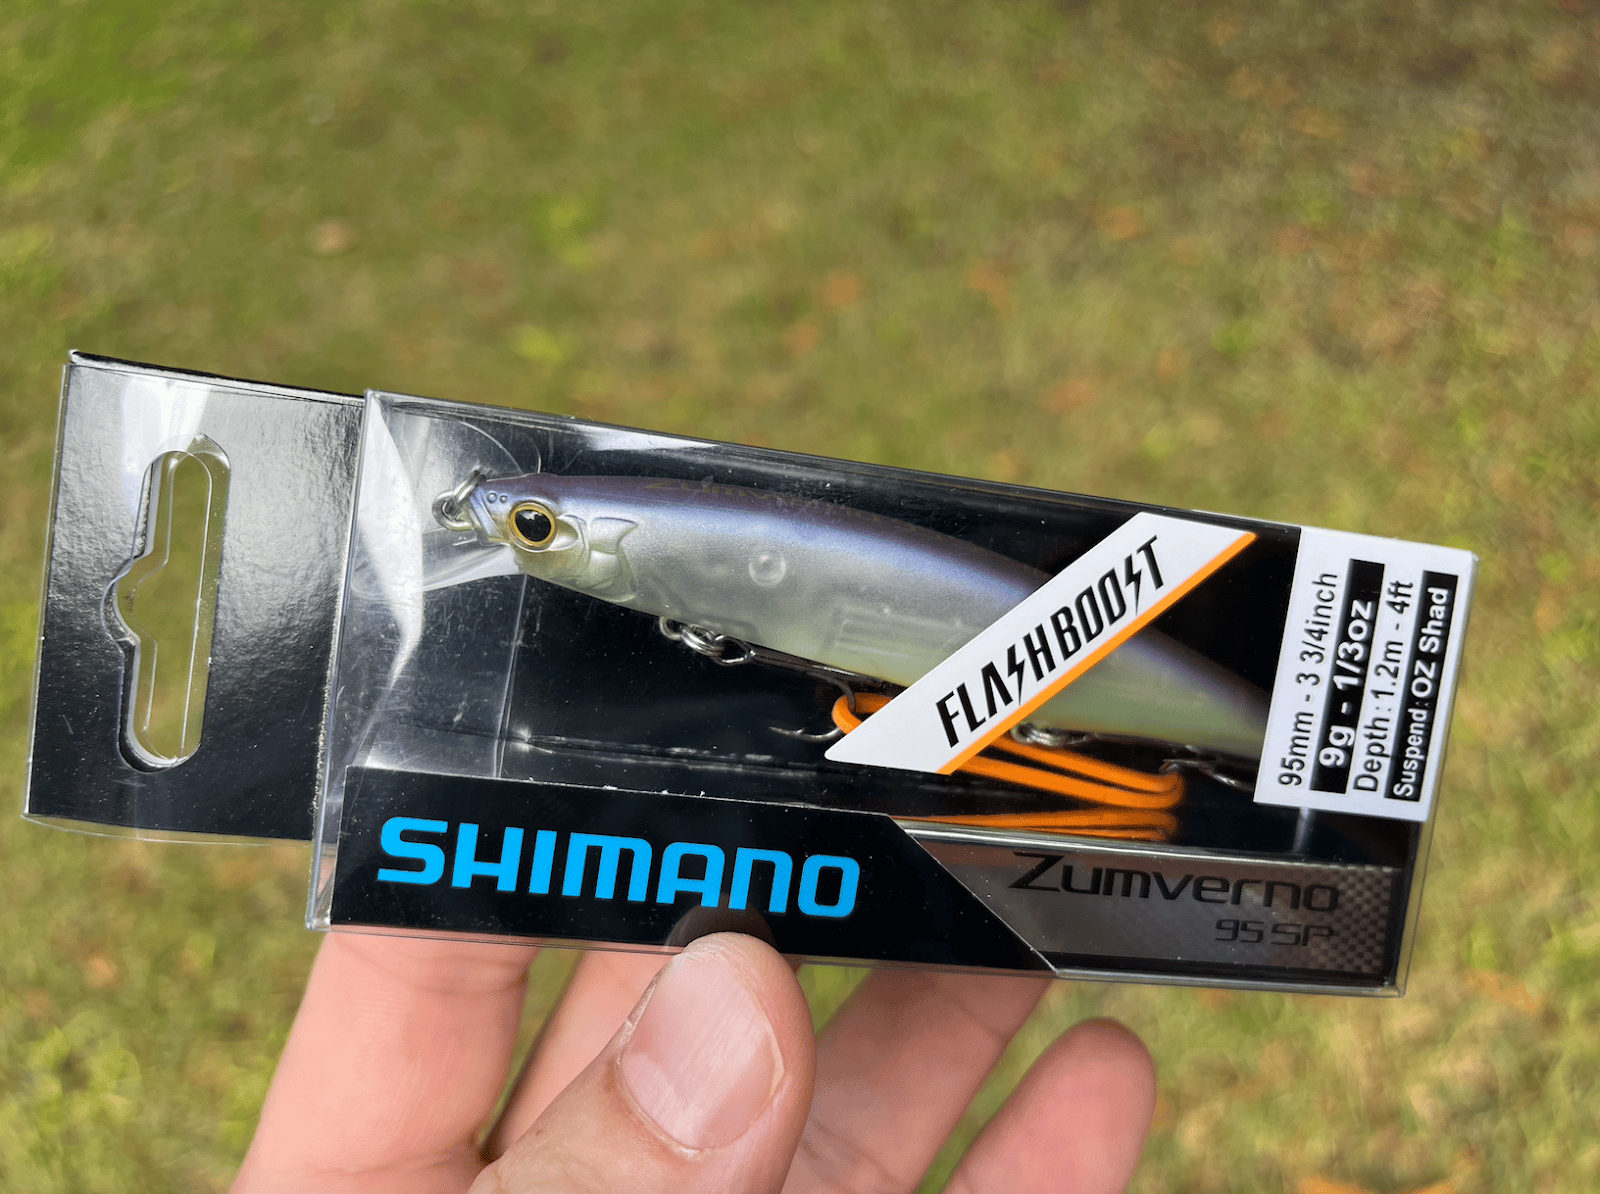 FLASHBOOST
95mm - 3 3/4inch
9g - 1/3oz
Depth:1.2m - 4ft
Suspend:OZ Shad
SHIMANO
Zumverno
95SP